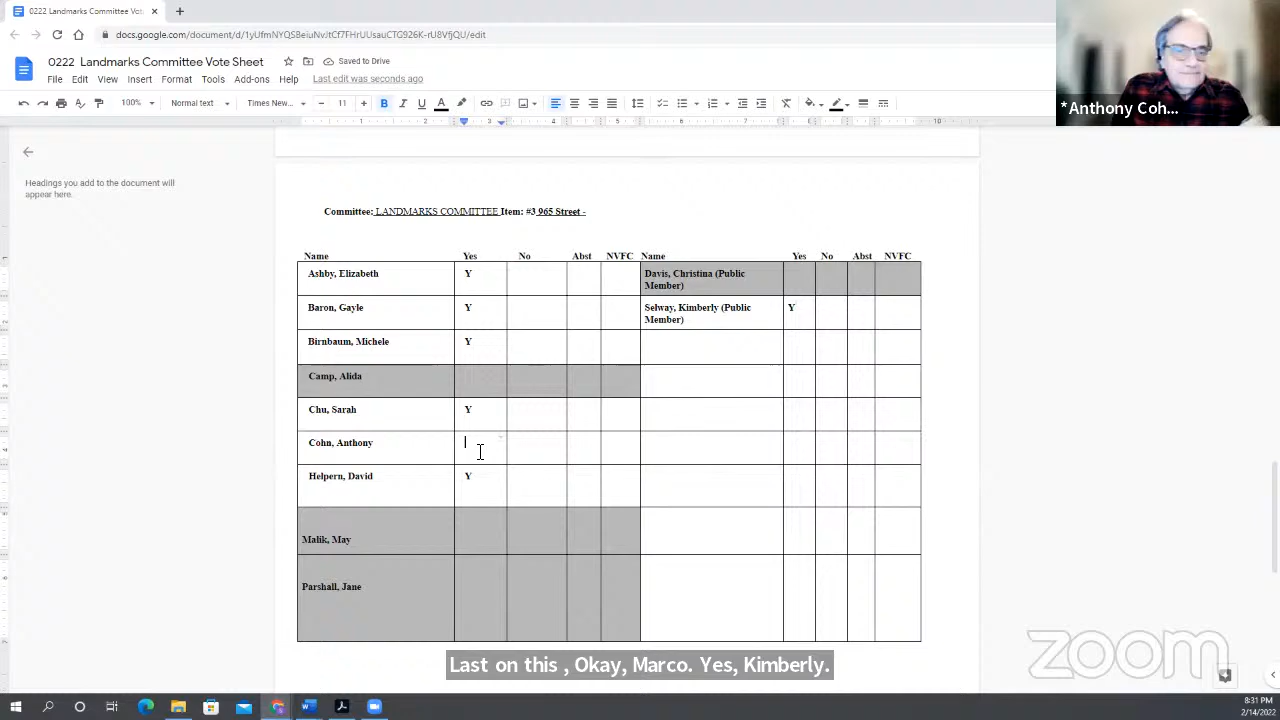 0222 Landmarks Committee Vot
docs.google.com/document/d/1yUfmNYQSBeiuNvJtCf7FHrUUsauCTG926K-rU8VfjQU/edit
0222 Landmarks Committee Vote Sheet
Saved to Drive
File Edit View Insert Format Tools Add-ons Help Last edit was seconds ago
100% Normal text Times New... 11 B I U A
*Anthony Coh...
Headings you add to the document will
appear here.
Committee: LANDMARKS COMMITTEE Item: #3 965 Street -
Name Yes No Abst NVFC Name Yes No Abst NVFC
Ashby, Elizabeth Y Davis, Christina (Public
Member)
Baron, Gayle Y Selway, Kimberly (Public Y
Member)
Birnbaum, Michele Y
Camp, Alida
Chu, Sarah Y
Cohn, Anthony
Helpern, David Y
Malik, May
Parshall, Jane
zoom
Last on this , Okay, Marco. Yes, Kimberly.
8:31 PM
2/14/2022